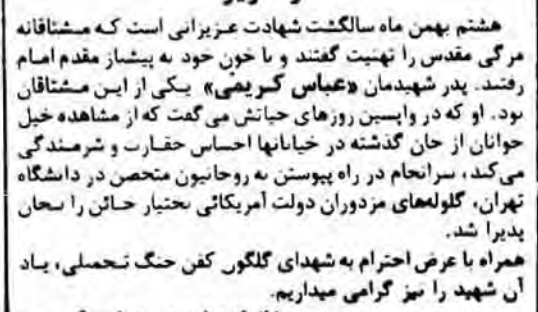 هشتم بهمن ماه سالگشت شهادت عزیزانی است که مشتاقانه
مرگی مقدس را تهنیت گفتند و با خون خود به پیشباز مقدم امام
رفتند. پدر شهیدمان «عباس کریمی» یکی از این مشتاقان
بود. او که در واپسین روزهای حیاتش می‌گفت که از مشاهده خیل
جوانان از جان گذشته در خیابانها احساس حقارت و شرمندگی
می‌کند، سرانجام در راه پیوستن به روحانیون متحصن در دانشگاه
تهران، گلوله‌های مزدوران دولت آمریکائی بختیار خائن را بجان
پذیرا شد.
همراه با عرض احترام به شهدای گلگون کفن جنگ تحمیلی، یاد
آن شهید را نیز گرامی میداریم.